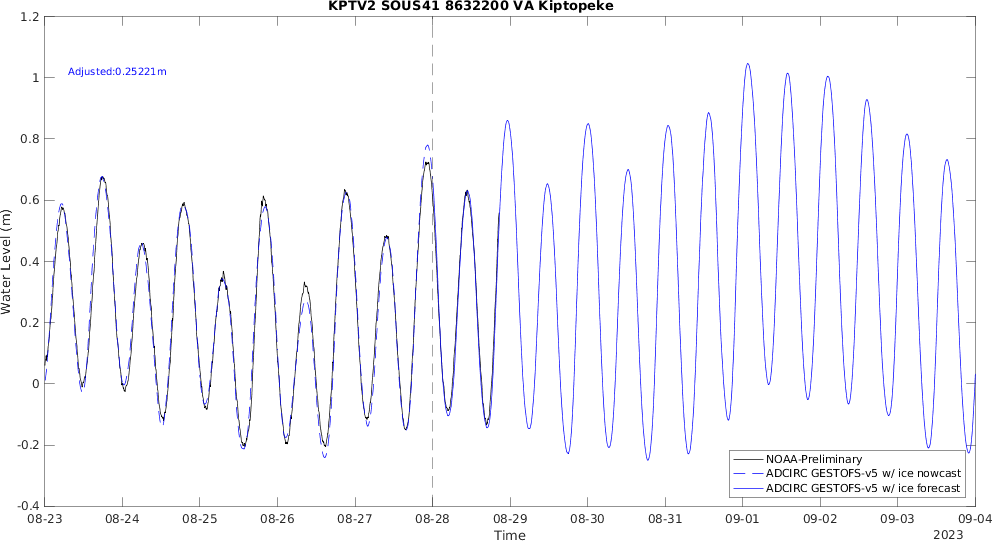 KPTV2 SOUS41 8632200 VA Kiptopeke
1.2
1
0.8
0.6
0.4
0.2
0
-0.2
-0.4
Water Level (m)
Adjusted:0.25221m
NOAA-Preliminary
ADCIRC GESTOFS-v5 w/ ice nowcast
ADCIRC GESTOFS-v5 w/ ice forecast
08-23 08-24 08-25 08-26 08-27 08-28 08-29 08-30 08-31 09-01 09-02 09-03 09-04
Time
2023